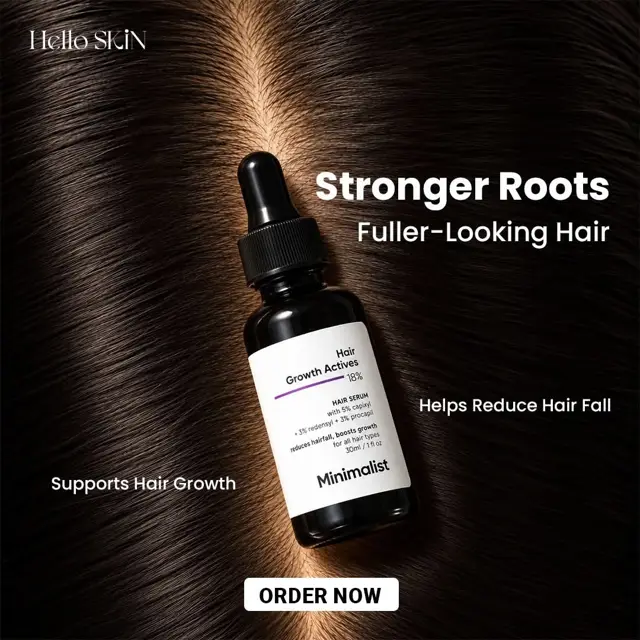 Hello SKiN
Stronger Roots
Fuller-Looking Hair
Hair
Growth Actives
18%
HAIR SERUM
with 5% capixyl
+ 3% redensyl + 3% procapil
reduces hairfall, boosts growth
for all hair types
30ml / 1 fl oz
Minimalist
Helps Reduce Hair Fall
Supports Hair Growth
ORDER NOW